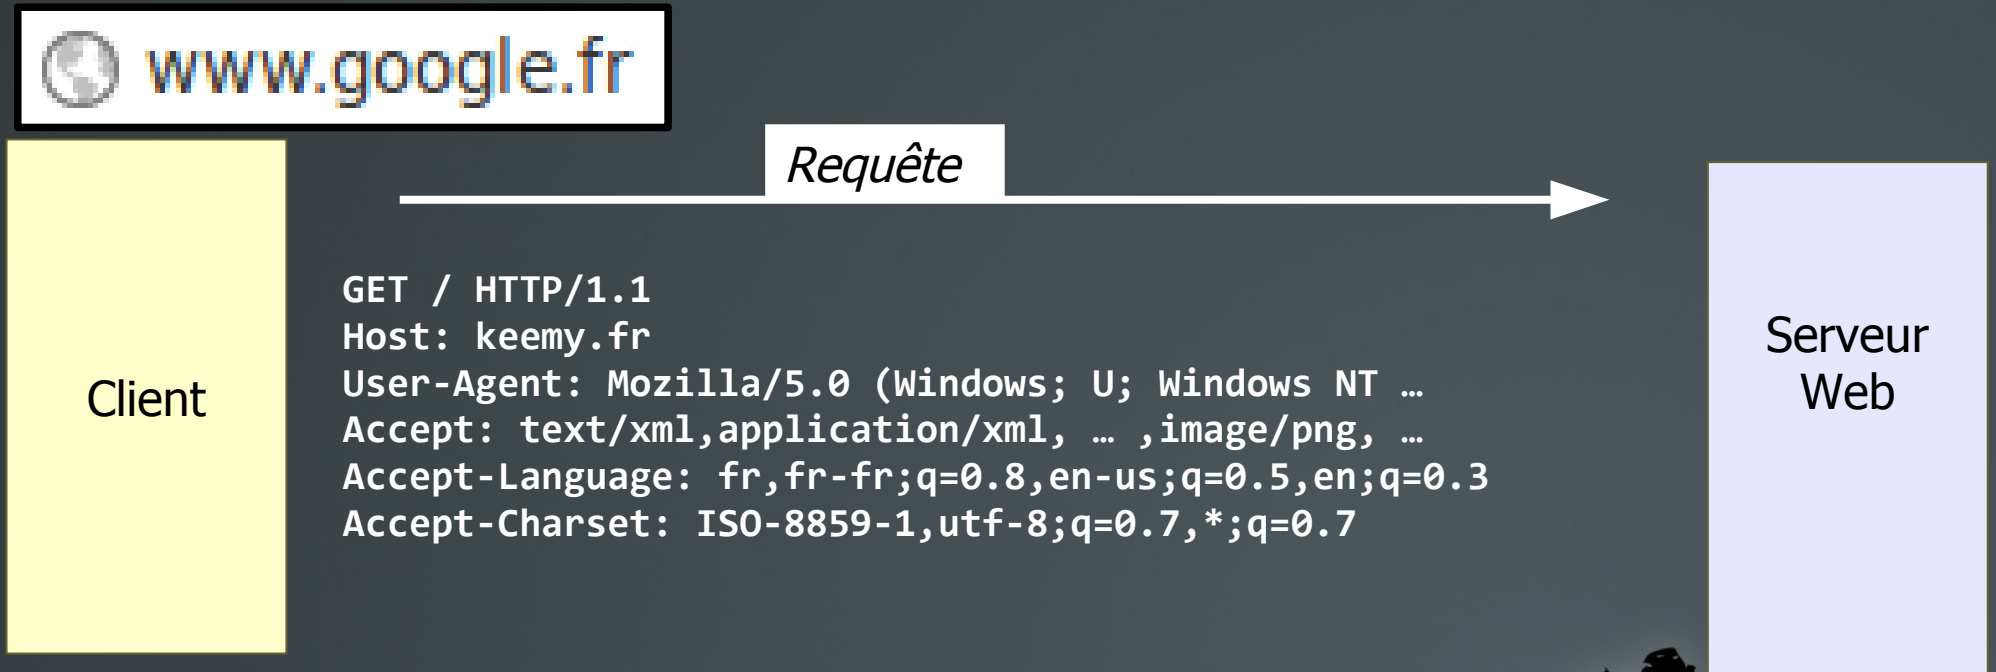 www.google.fr
Requête
GET / HTTP/1.1
Host: keemy.fr
User-Agent: Mozilla/5.0 (Windows; U; Windows NT …
Accept: text/xml,application/xml, … ,image/png, …
Accept-Language: fr,fr-fr;q=0.8,en-us;q=0.5,en;q=0.3
Accept-Charset: ISO-8859-1,utf-8;q=0.7,*;q=0.7
Client
Serveur
Web